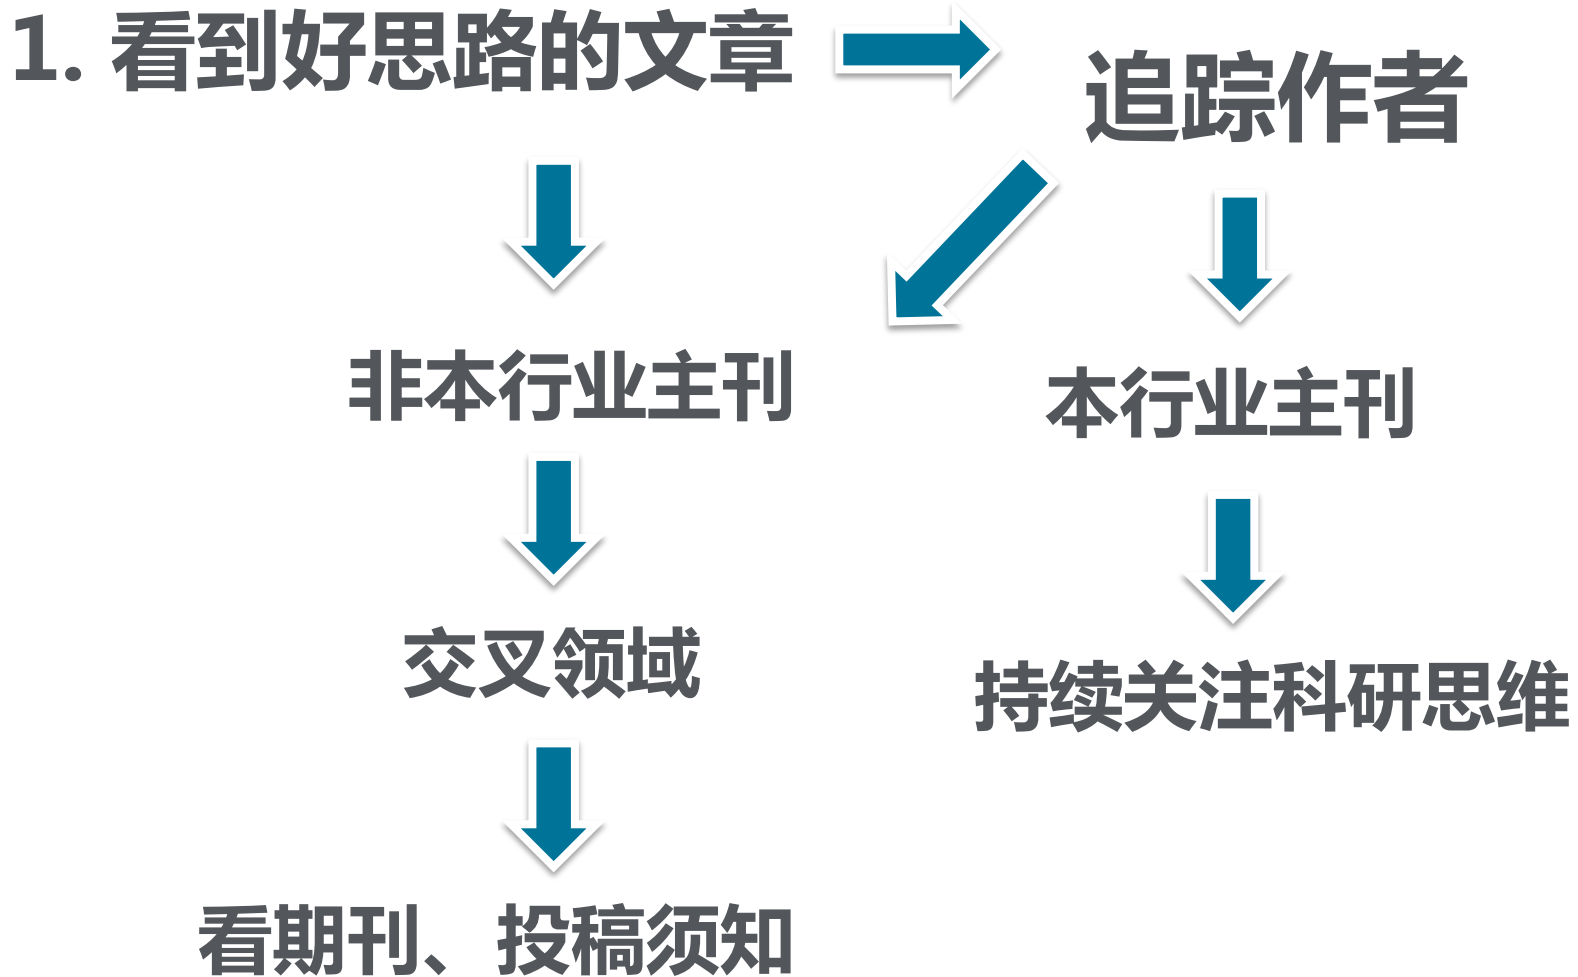 1. 看到好思路的文章
追踪作者
非本行业主刊
本行业主刊
交叉领域
持续关注科研思维
看期刊、投稿须知